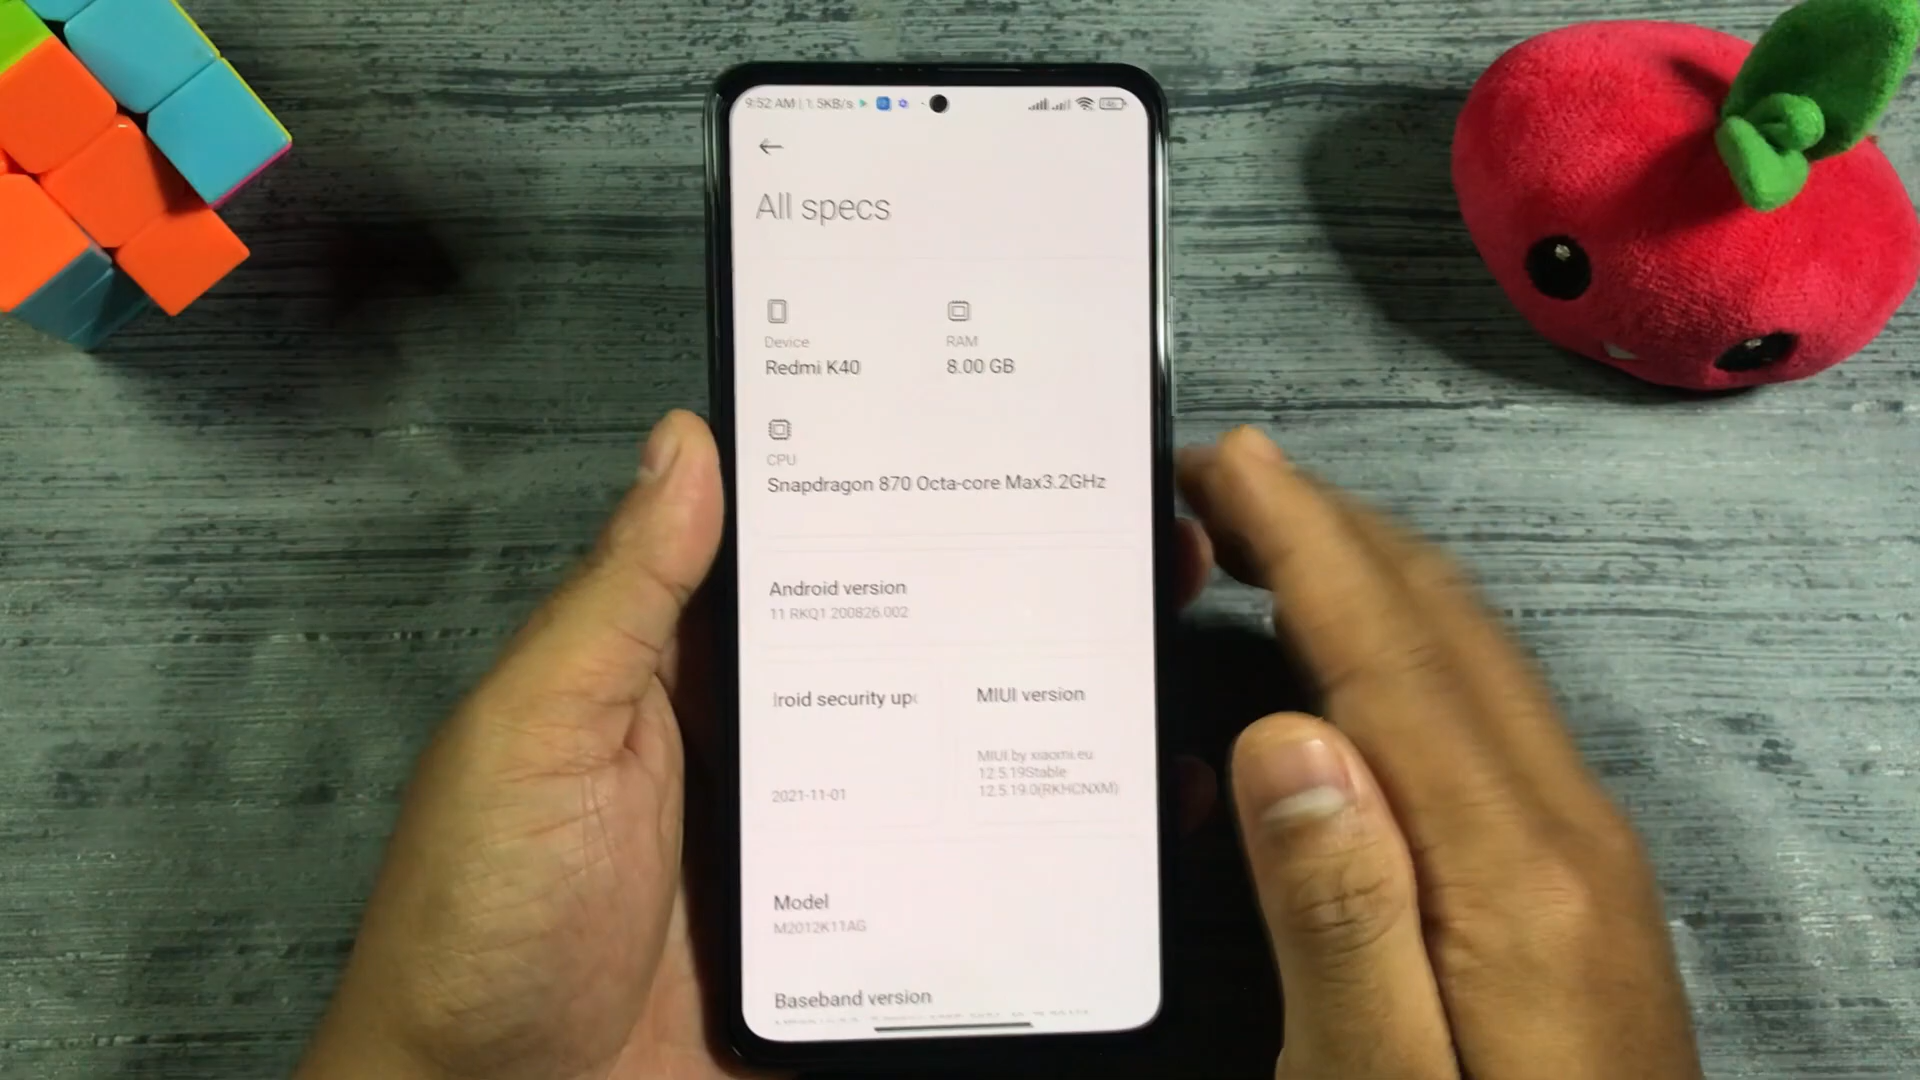 9:52 AM | 1.5KB/s
All specs
Device
Redmi K40
RAM
8.00 GB
CPU
Snapdragon 870 Octa-core Max3.2GHz
Android version
11 RKQ1.200826.002
roid security up
2021-11-01
MIUI version
MIUI by xiaomi.eu
12.5.19Stable
12.5.19.0(RKHCNXM)
Model
M2012K11AG
Baseband version